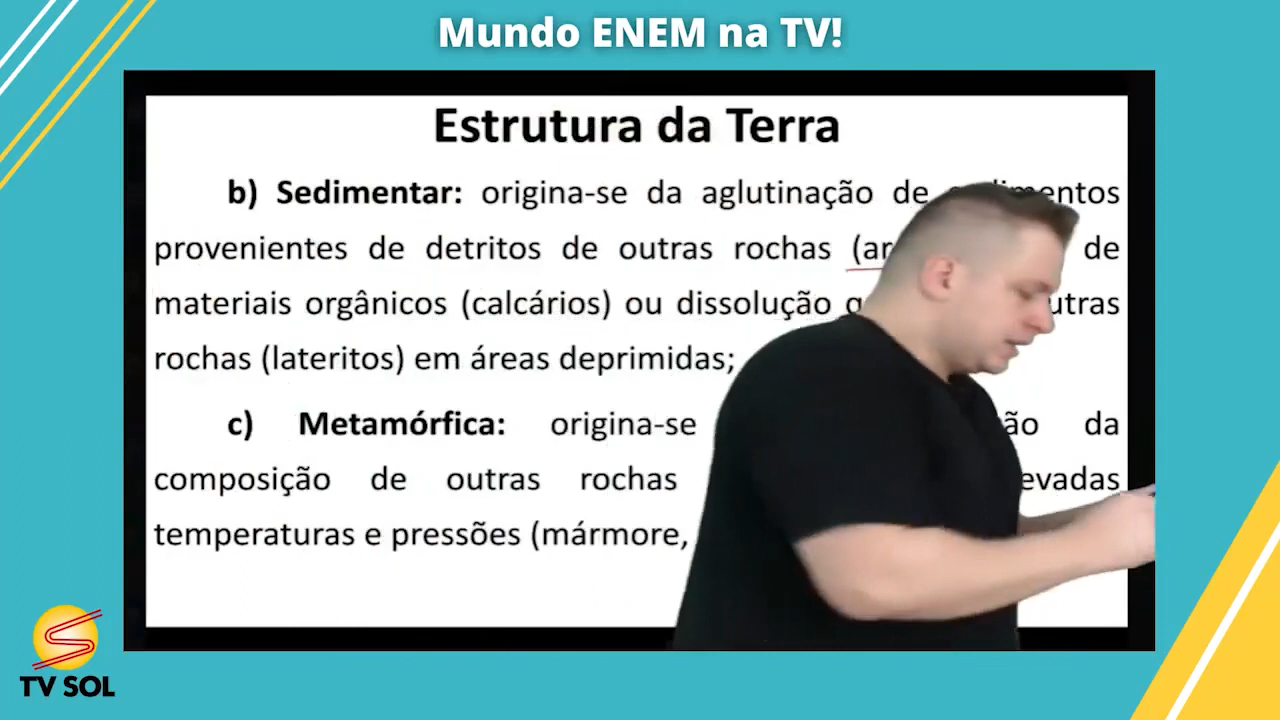 Mundo ENEM na TV!
Estrutura da Terra
b) Sedimentar: origina-se da aglutinação de
provenientes de detritos de outras rochas de
materiais orgânicos (calcários) ou dissolução
rochas (lateritos) em áreas deprimidas;
c) Metamórfica: origina-se da
composição de outras rochas
temperaturas e pressões (mármore,
TV SOL